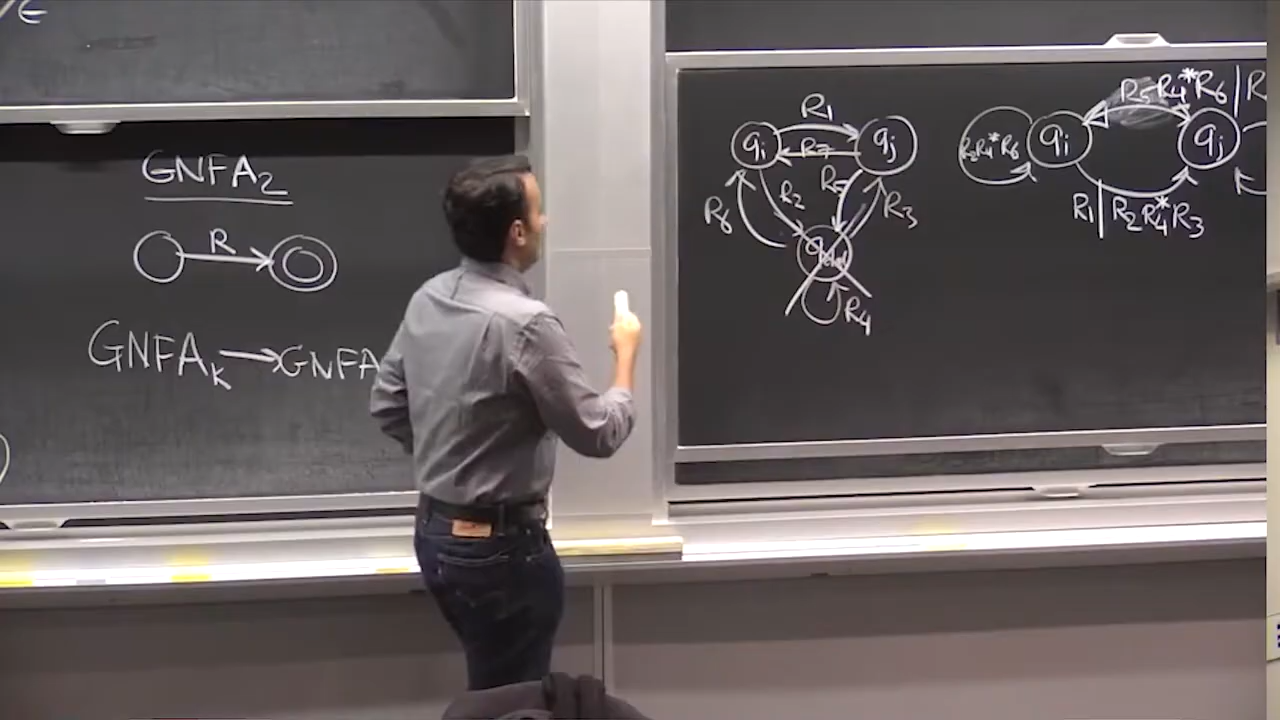 /ε
GNFA₂
R
GNFAₖ → GNFA
R₁
qᵢ
qⱼ
R₇
R₂
R₃
R₆
R₄
R₅R₄*R₆ | R
qᵢ
qⱼ
R₂R₄*R₆
R₁ | R₂R₄*R₃